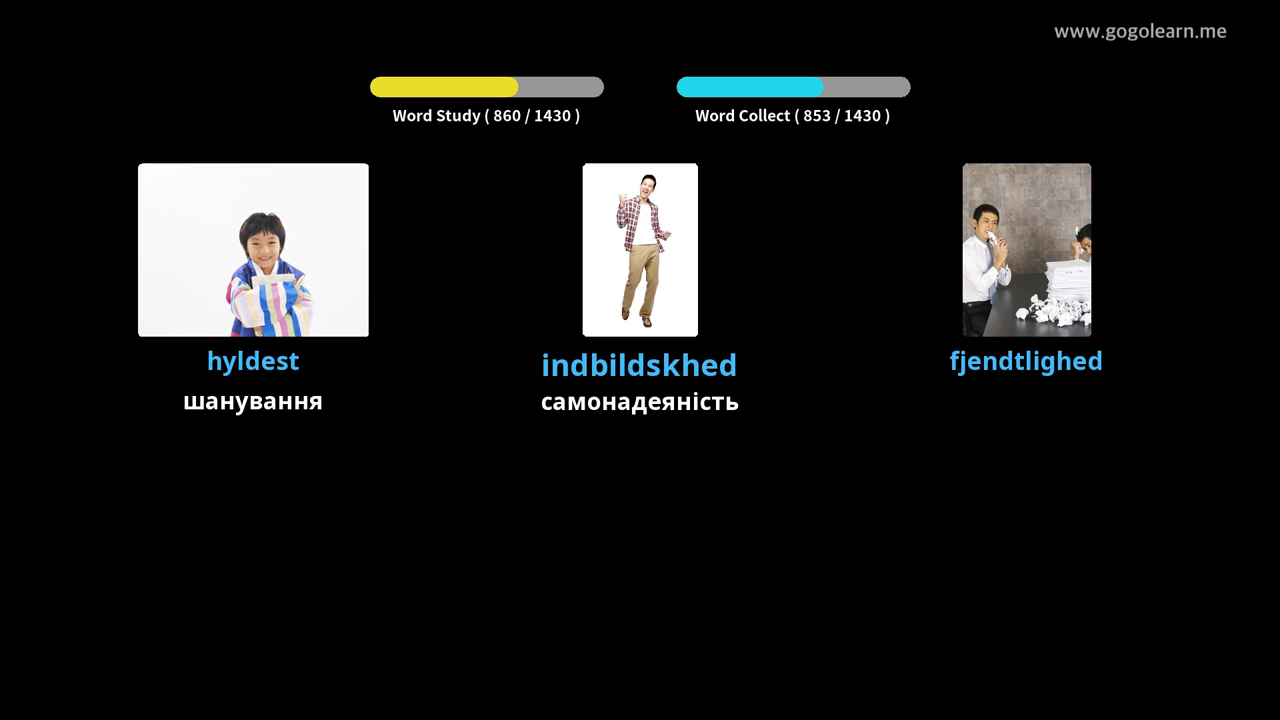 www.gogolearn.me
Word Study ( 860 / 1430 )
Word Collect ( 853 / 1430 )
hyldest
indbildskhed
fjendtlighed
шанування
самонадеяність